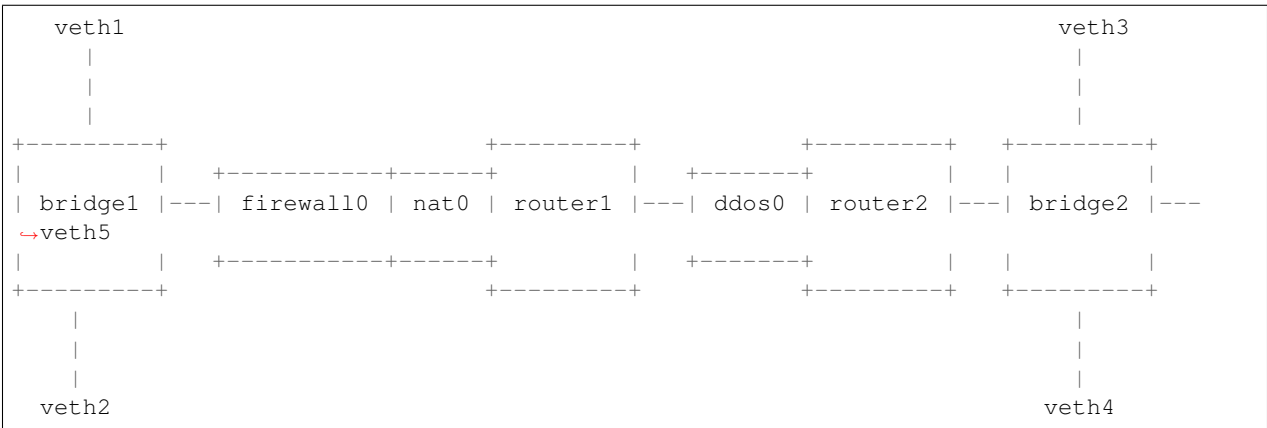 veth1 veth3
| |
| |
| |
+---------+ +---------+ +---------+ +---------+
| | +-----------+------+ | +-------+ | | |
| bridge1 |---| firewall0 | nat0 | router1 |---| ddos0 | router2 |---| bridge2 |---
↪veth5
| | +-----------+------+ | +-------+ | | |
+---------+ +---------+ +---------+ +---------+
| |
| |
| |
veth2 veth4